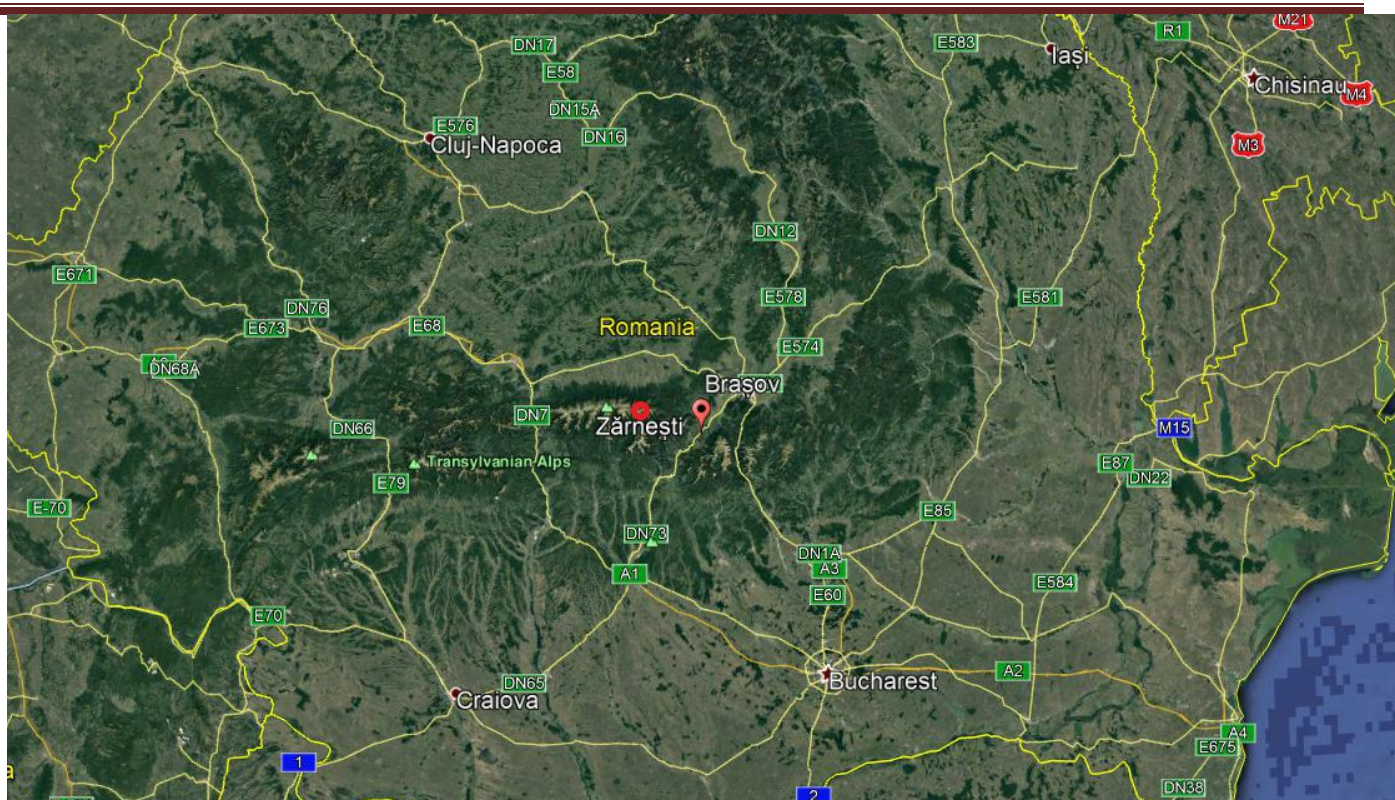 M21
R1
DN17
E583
Iași
E58
Chisinau
M4
DN15A
E576
DN16
Cluj-Napoca
M3
DN12
E671
E578
E581
DN76
E673
E68
Romania
E574
DN68A
Brașov
DN7
Zărnești
DN66
M15
Transylvanian Alps
E87
DN22
E79
E-70
E85
DN73
DN1A
A1
A3
E584
E60
E70
A2
Bucharest
DN65
Craiova
A4
E675
1
DN38
2
a